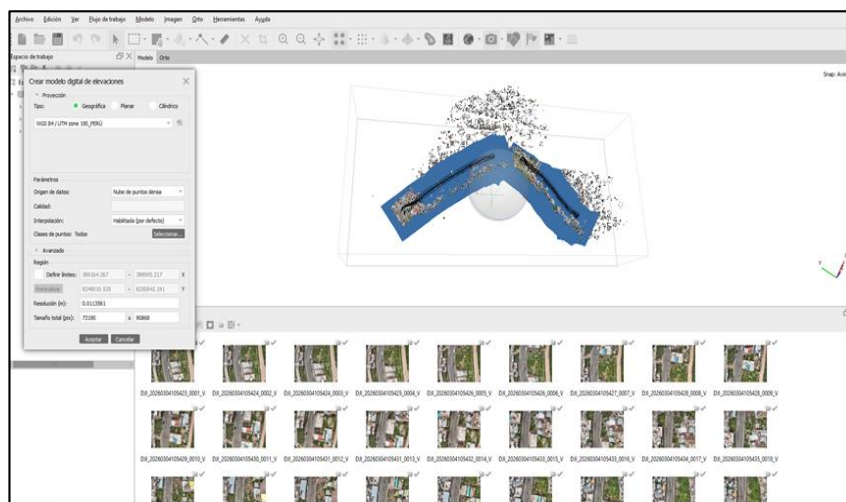 Archivo Edición Ver Flujo de trabajo Modelo Imagen Orto Herramientas Ayuda
Espacio de trabajo
Modelo Orto
Crear modelo digital de elevaciones
Proyección
Tipo: Geográfica Planar Cilíndrico
WGS 84 / UTM zone 18S_PERÚ
Parámetros
Origen de datos: Nube de puntos densa
Calidad:
Interpolación: Habilitada (por defecto)
Clases de puntos: Todos Seleccionar...
Avanzado
Región
Definir límites: - X
- Y
Resolución (m): 0.0113561
Tamaño total (pix): 73190 x 90868
Aceptar Cancelar
Snap: Axis
DJI_20260304105423_0001_V DJI_20260304105424_0002_V DJI_20260304105424_0003_V DJI_20260304105425_0004_V DJI_20260304105426_0005_V DJI_20260304105426_0006_V DJI_20260304105427_0007_V DJI_20260304105428_0008_V DJI_20260304105428_0009_V
DJI_20260304105429_0010_V DJI_20260304105430_0011_V DJI_20260304105431_0012_V DJI_20260304105431_0013_V DJI_20260304105432_0014_V DJI_20260304105433_0015_V DJI_20260304105433_0016_V DJI_20260304105434_0017_V DJI_20260304105435_0018_V